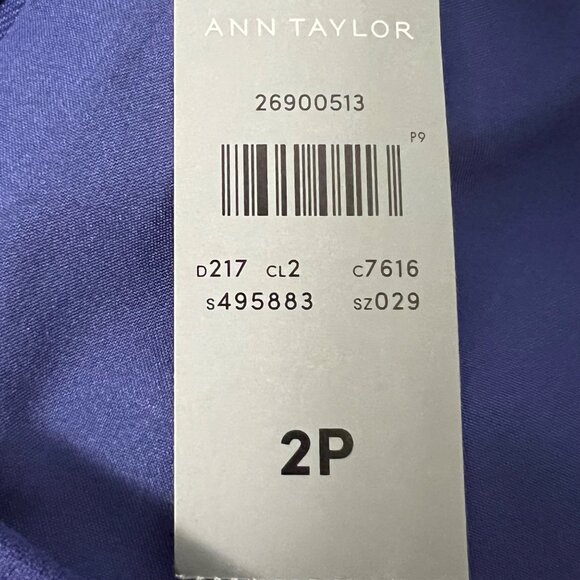 ANN TAYLOR
26900513
P9
D217 CL2 C7616
S495883 SZ029
2P